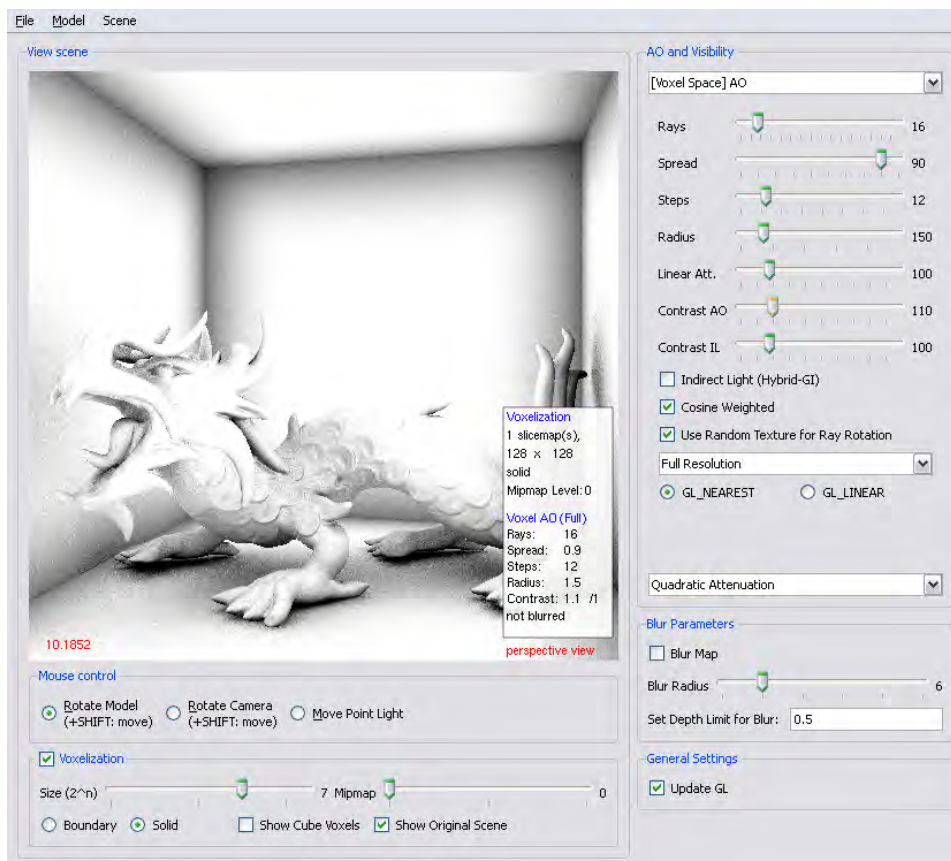 File Model Scene
View scene
Voxelization
1 slicemap(s),
128 x 128
solid
Mipmap Level: 0
Voxel AO (Full)
Rays: 16
Spread: 0.9
Steps: 12
Radius: 1.5
Contrast: 1.1 /1
not blurred
10.1852
perspective view
Mouse control
Rotate Model
(+SHIFT: move)
Rotate Camera
(+SHIFT: move)
Move Point Light
Voxelization
Size (2^n) 7 Mipmap 0
Boundary Solid Show Cube Voxels Show Original Scene
AO and Visibility
[Voxel Space] AO
Rays 16
Spread 90
Steps 12
Radius 150
Linear Att. 100
Contrast AO 110
Contrast IL 100
Indirect Light (Hybrid-GI)
Cosine Weighted
Use Random Texture for Ray Rotation
Full Resolution
GL_NEAREST GL_LINEAR
Quadratic Attenuation
Blur Parameters
Blur Map
Blur Radius 6
Set Depth Limit for Blur: 0.5
General Settings
Update GL